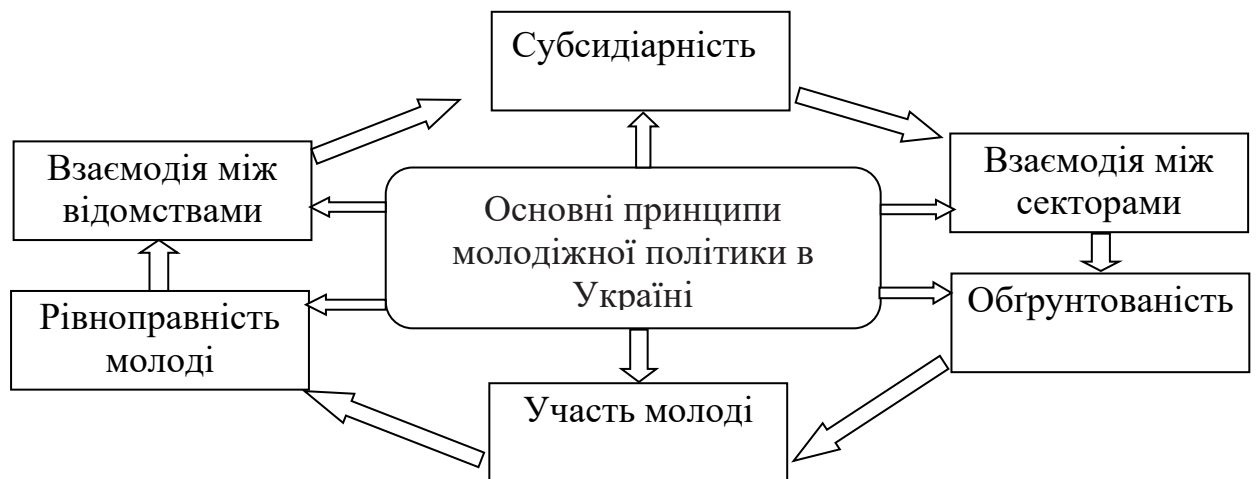 Субсидіарність
Взаємодія між
відомствами
Взаємодія між
секторами
Основні принципи
молодіжної політики в
Україні
Рівноправність
молоді
Обґрунтованість
Участь молоді